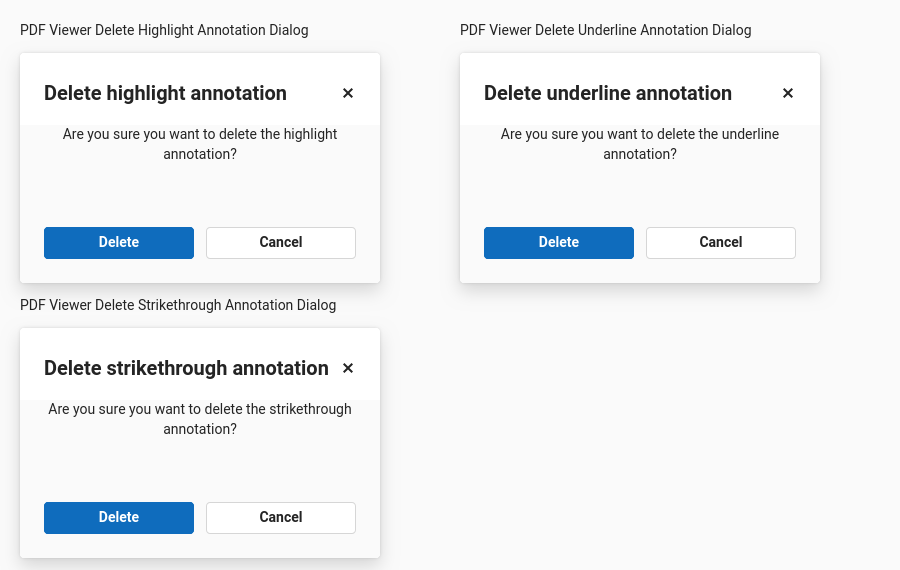 PDF Viewer Delete Highlight Annotation Dialog
Delete highlight annotation
✕
Are you sure you want to delete the highlight
annotation?
Delete
Cancel
PDF Viewer Delete Underline Annotation Dialog
Delete underline annotation
✕
Are you sure you want to delete the underline
annotation?
Delete
Cancel
PDF Viewer Delete Strikethrough Annotation Dialog
Delete strikethrough annotation
✕
Are you sure you want to delete the strikethrough
annotation?
Delete
Cancel